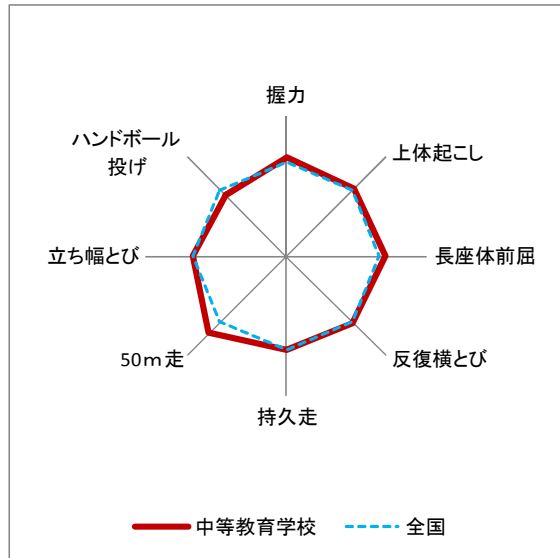 握力
上体起こし
長座体前屈
反復横とび
持久走
50ｍ走
立ち幅とび
ハンドボール
投げ
中等教育学校
全国